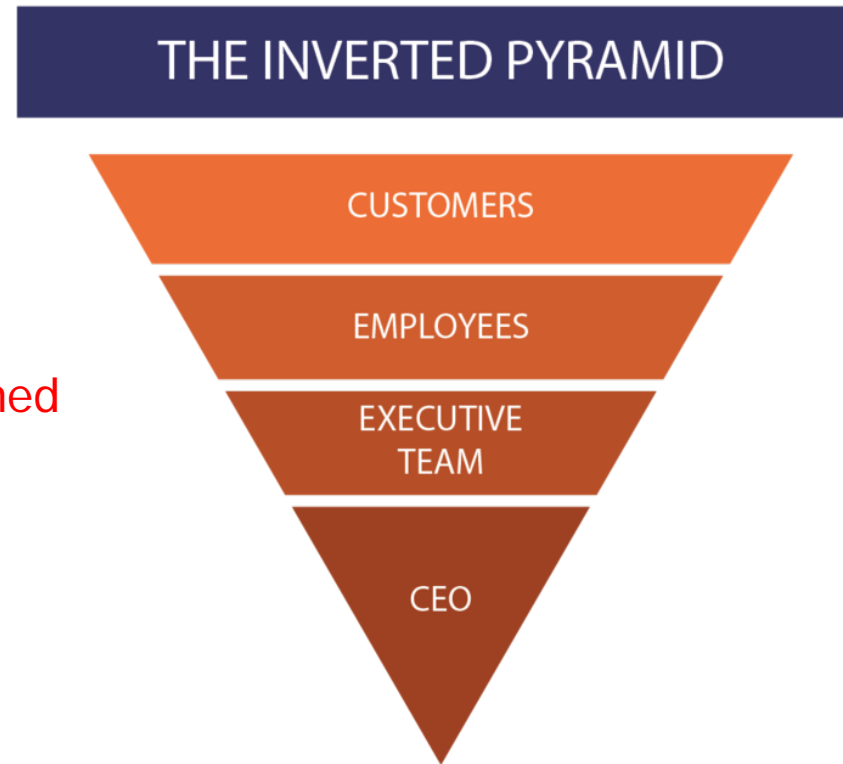 THE INVERTED PYRAMID
CUSTOMERS
EMPLOYEES
EXECUTIVE
TEAM
CEO